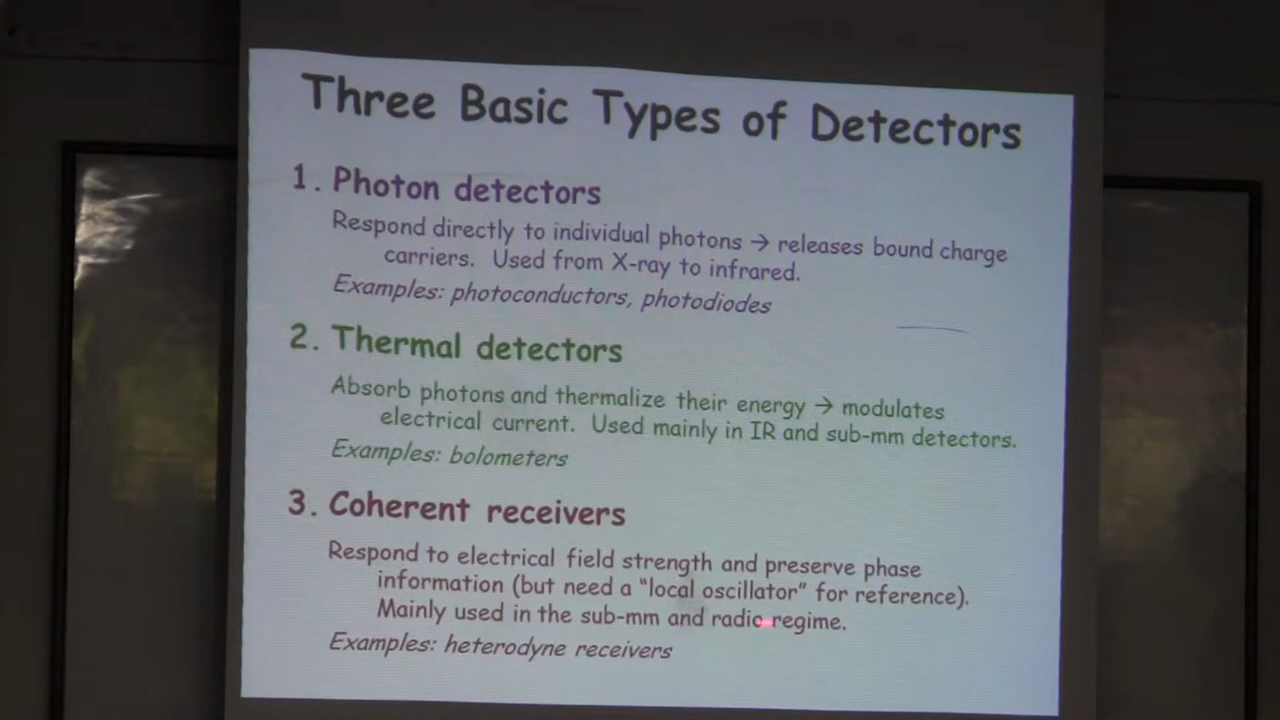 Three Basic Types of Detectors
1. Photon detectors
Respond directly to individual photons → releases bound charge
carriers. Used from X-ray to infrared.
Examples: photoconductors, photodiodes
2. Thermal detectors
Absorb photons and thermalize their energy → modulates
electrical current. Used mainly in IR and sub-mm detectors.
Examples: bolometers
3. Coherent receivers
Respond to electrical field strength and preserve phase
information (but need a “local oscillator” for reference).
Mainly used in the sub-mm and radio regime.
Examples: heterodyne receivers